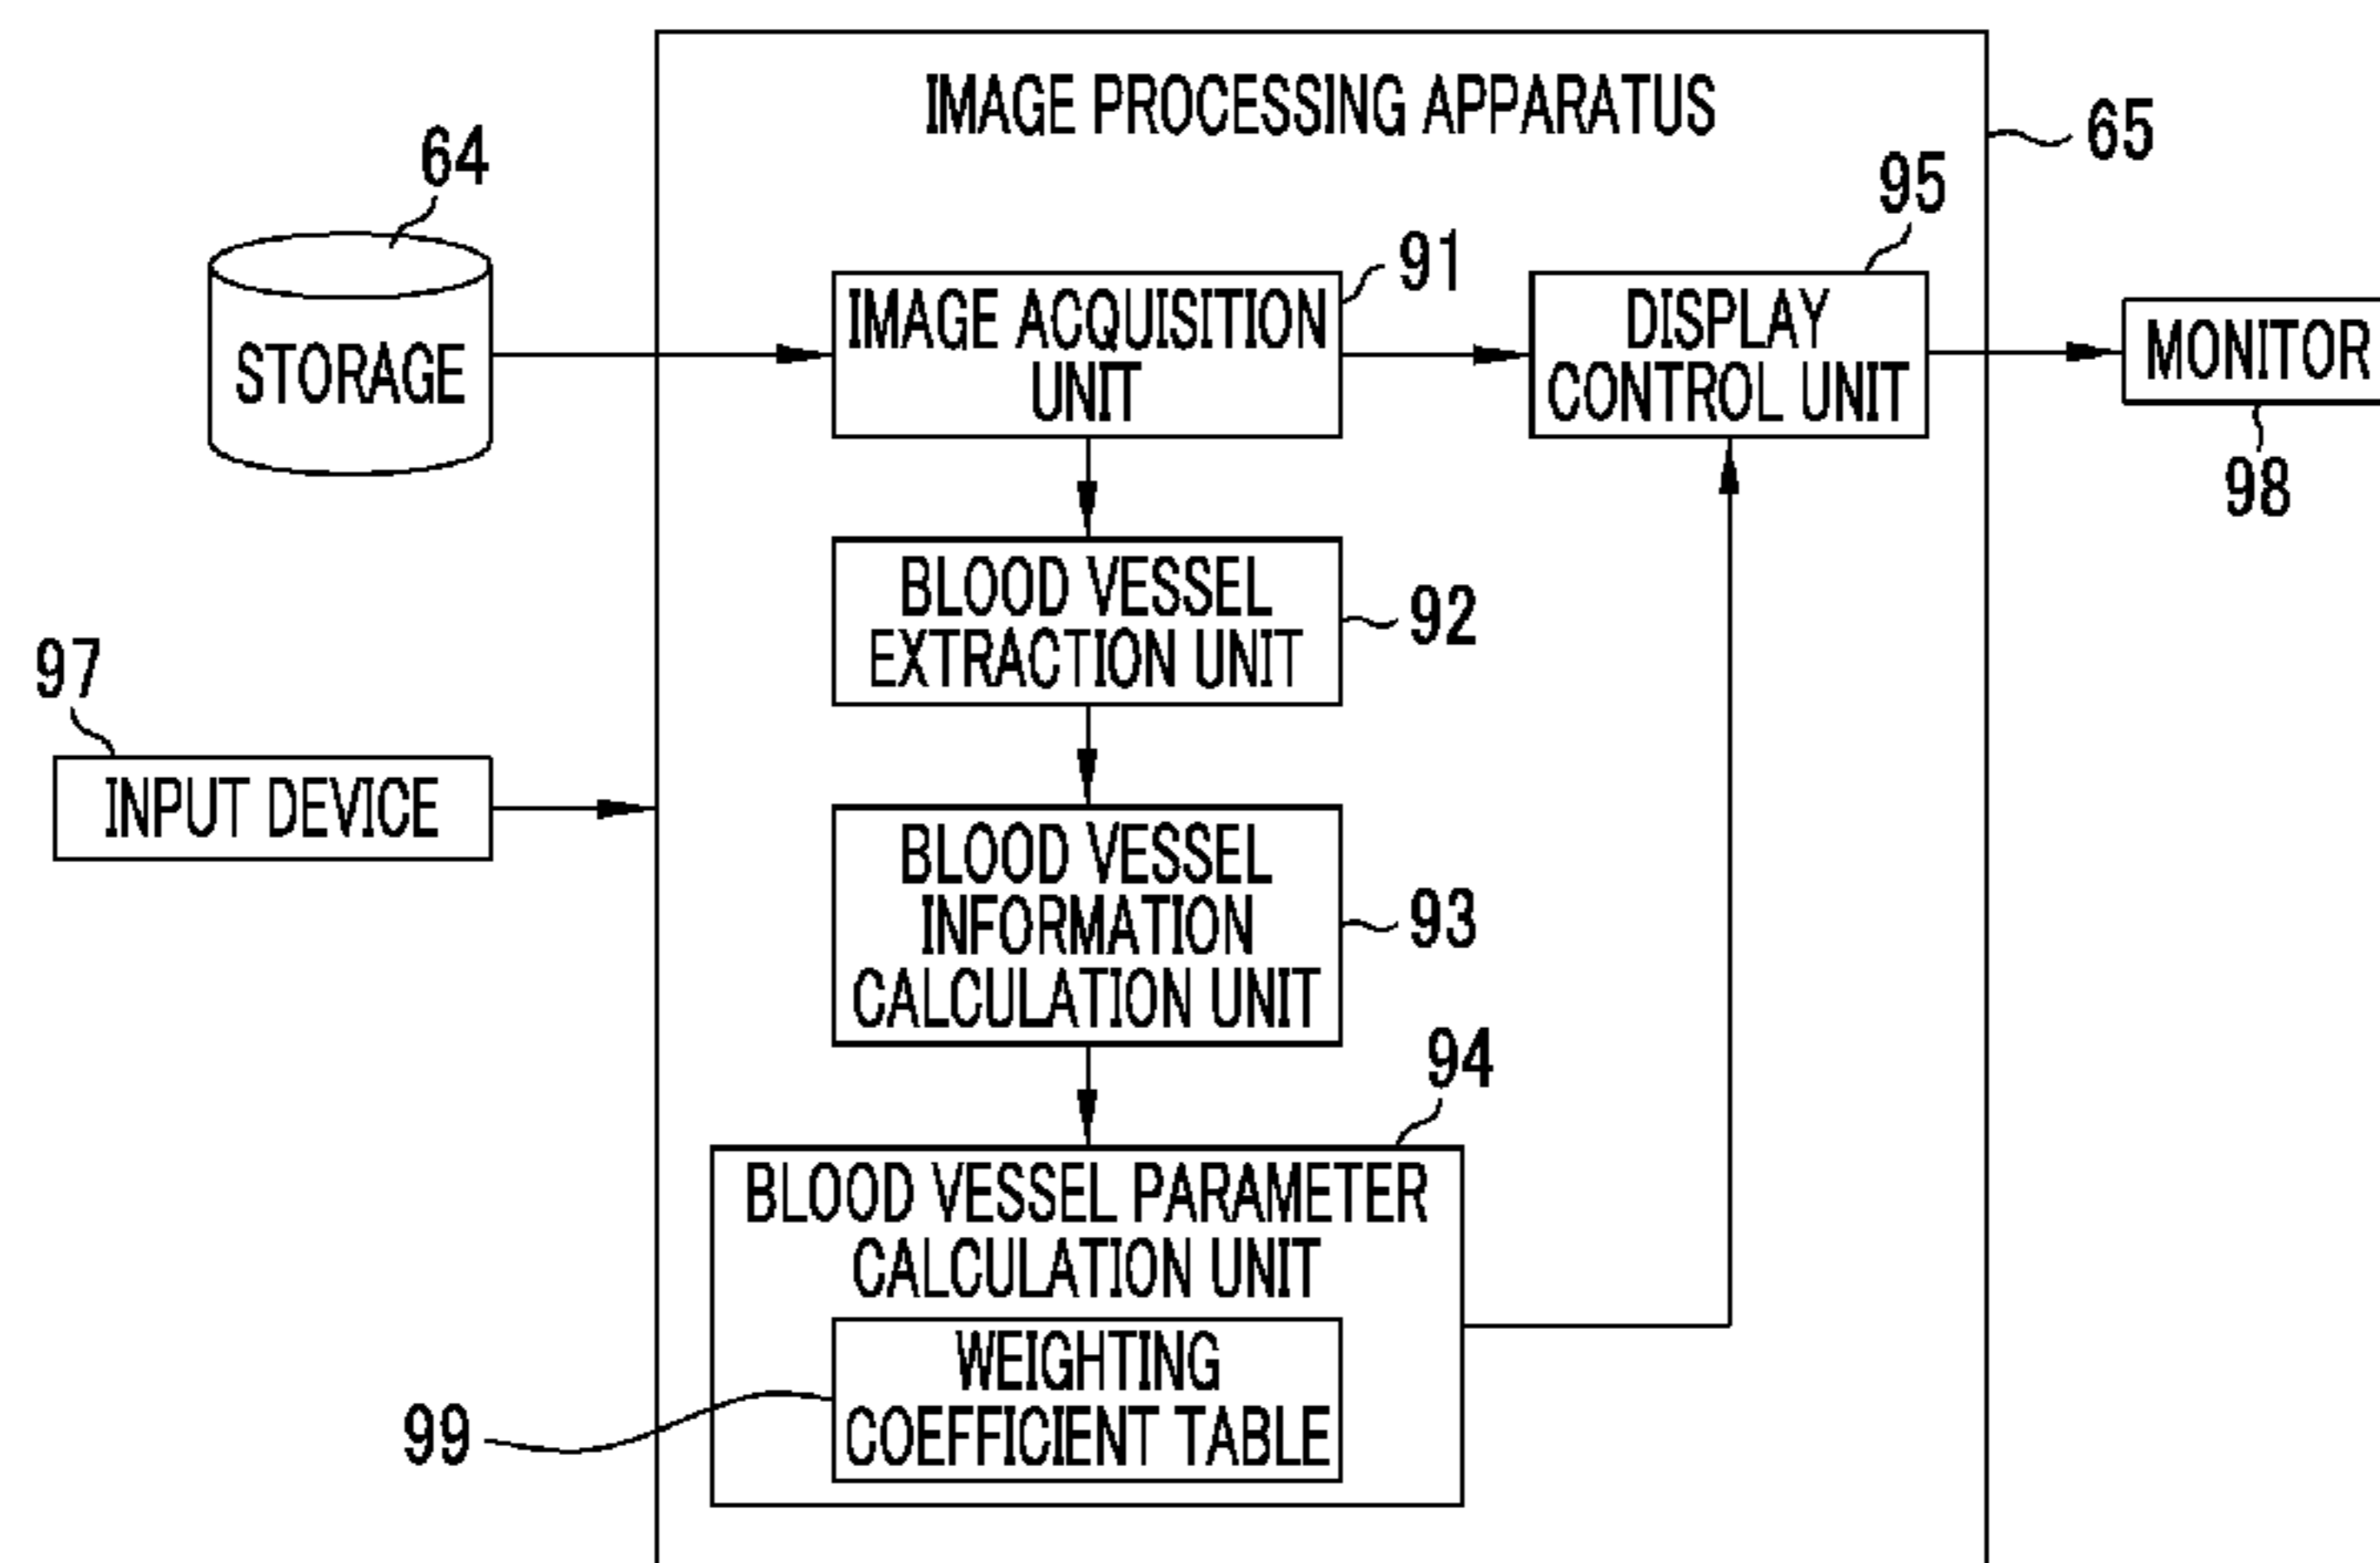 IMAGE PROCESSING APPARATUS
65
64
95
91
STORAGE
IMAGE ACQUISITION
UNIT
DISPLAY
CONTROL UNIT
MONITOR
98
BLOOD VESSEL
EXTRACTION UNIT
92
97
INPUT DEVICE
BLOOD VESSEL
INFORMATION
CALCULATION UNIT
93
94
BLOOD VESSEL PARAMETER
CALCULATION UNIT
WEIGHTING
COEFFICIENT TABLE
99